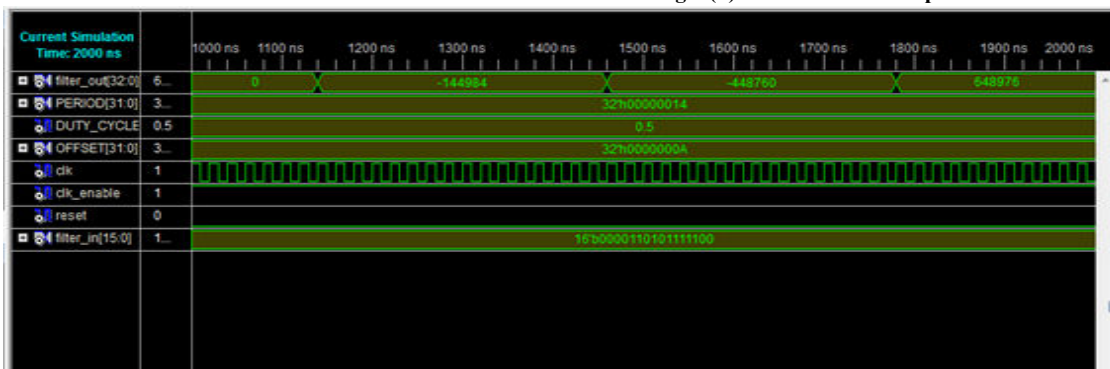 Current Simulation
Time: 2000 ns
1000 ns 1100 ns 1200 ns 1300 ns 1400 ns 1500 ns 1600 ns 1700 ns 1800 ns 1900 ns 2000 ns
filter_out[32:0] 6... 0 -144984 -448760 648976
PERIOD[31:0] 3... 32'h00000014
DUTY_CYCLE 0.5 0.5
OFFSET[31:0] 3... 32'h0000000A
clk 1
clk_enable 1
reset 0
filter_in[15:0] 1... 16'b0000110101111100